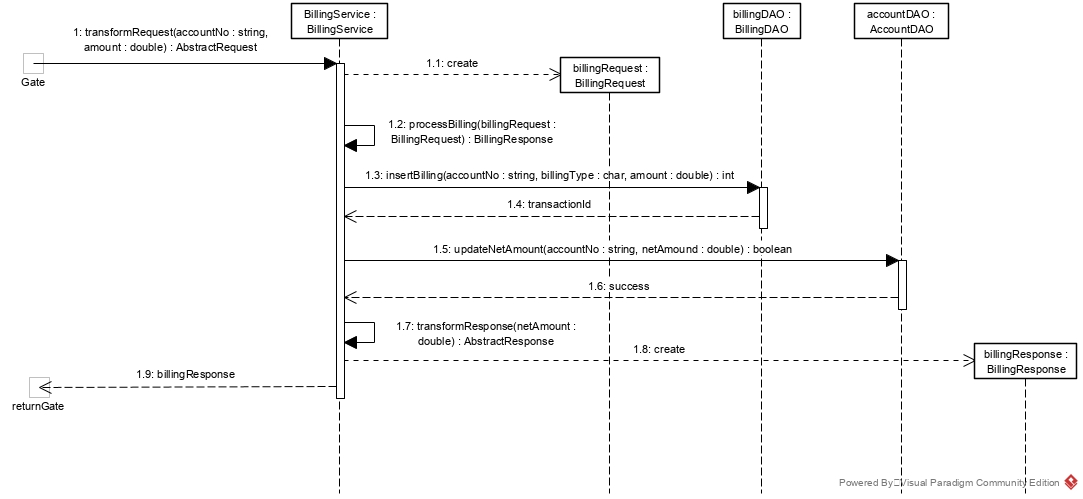 BillingService :
BillingService
billingDAO :
BillingDAO
accountDAO :
AccountDAO
1: transformRequest(accountNo : string,
amount : double) : AbstractRequest
Gate
1.1: create
billingRequest :
BillingRequest
1.2: processBilling(billingRequest :
BillingRequest) : BillingResponse
1.3: insertBilling(accountNo : string, billingType : char, amount : double) : int
1.4: transactionId
1.5: updateNetAmount(accountNo : string, netAmound : double) : boolean
1.6: success
1.7: transformResponse(netAmount :
double) : AbstractResponse
1.8: create
billingResponse :
BillingResponse
1.9: billingResponse
returnGate
Powered By Visual Paradigm Community Edition